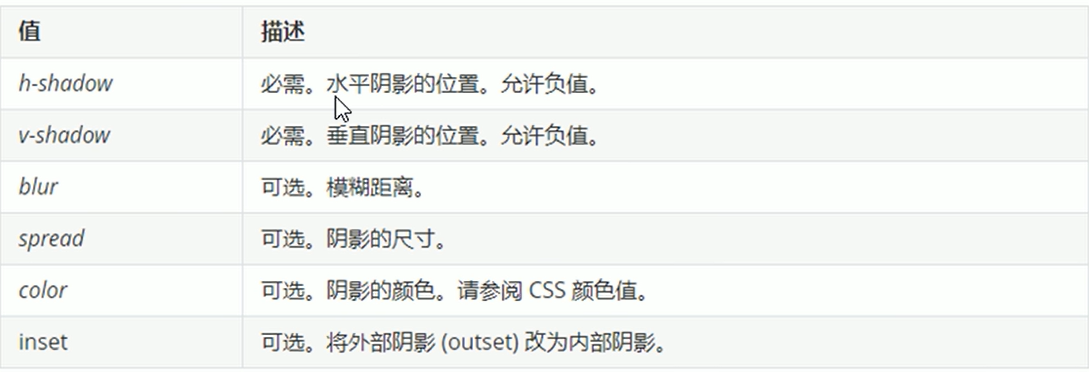 值 描述
h-shadow 必需。水平阴影的位置。允许负值。
v-shadow 必需。垂直阴影的位置。允许负值。
blur 可选。模糊距离。
spread 可选。阴影的尺寸。
color 可选。阴影的颜色。请参阅 CSS 颜色值。
inset 可选。将外部阴影 (outset) 改为内部阴影。